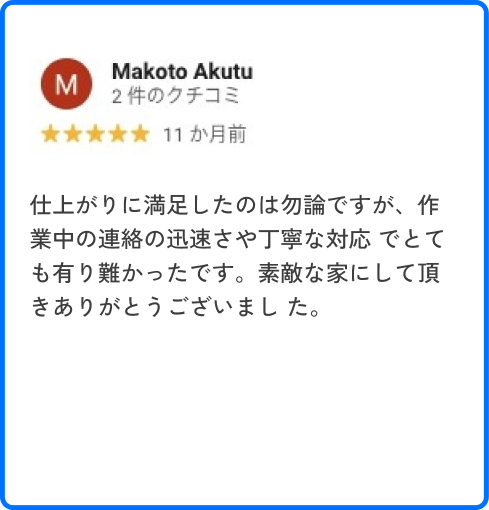 M
Makoto Akutu
2 件のクチコミ
★★★★★ 11 か月前
仕上がりに満足したのは勿論ですが、作
業中の連絡の迅速さや丁寧な対応 でとて
も有り難かったです。素敵な家にして頂
きありがとうございまし た。